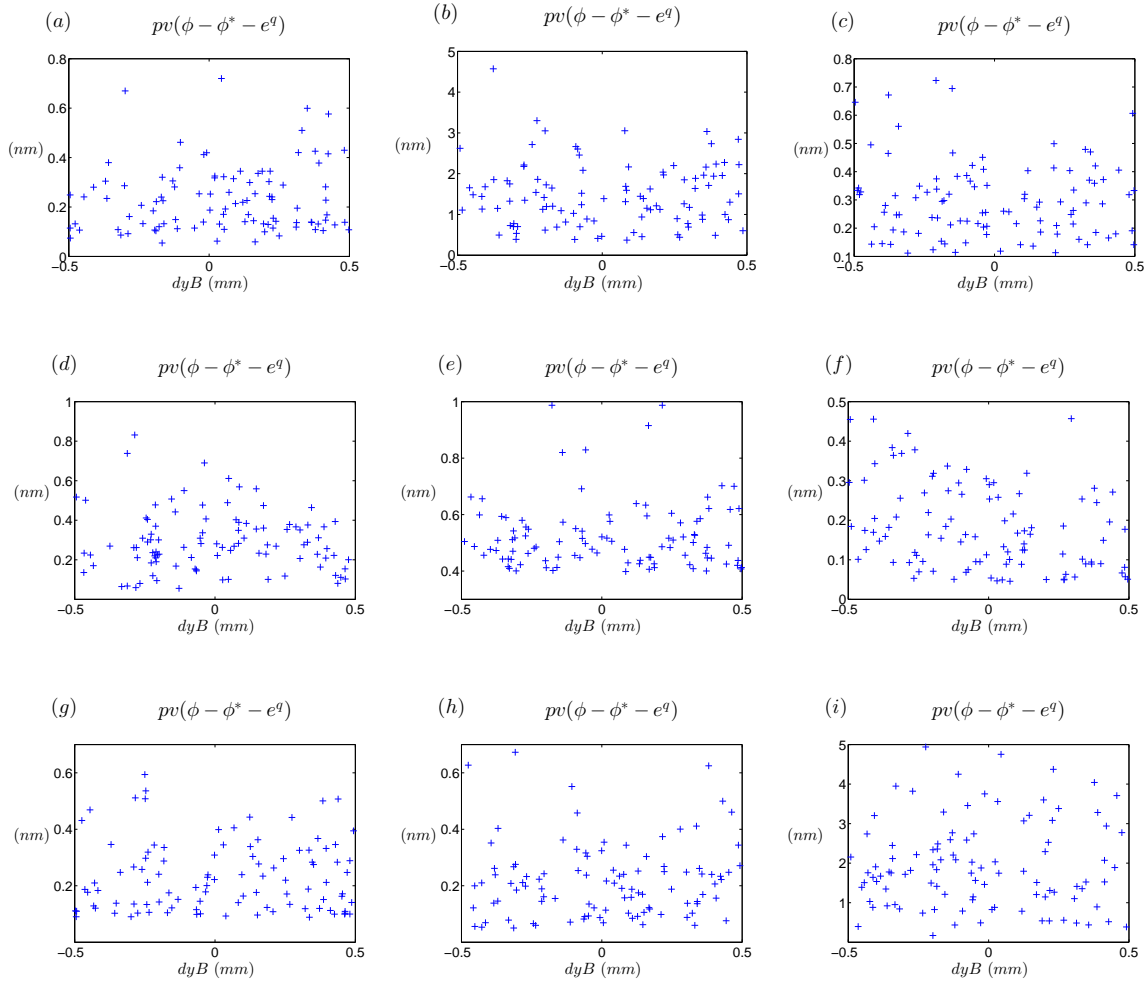 (a) pv(ϕ − ϕ* − e^q)
(b) pv(ϕ − ϕ* − e^q)
(c) pv(ϕ − ϕ* − e^q)
0.8
0.6
(nm)
0.4
0.2
0
−0.5 0 0.5
dyB (mm)
5
4
3
(nm)
2
1
0
−0.5 0 0.5
dyB (mm)
0.8
0.7
0.6
0.5
(nm)
0.4
0.3
0.2
0.1
−0.5 0 0.5
dyB (mm)
(d) pv(ϕ − ϕ* − e^q)
(e) pv(ϕ − ϕ* − e^q)
(f) pv(ϕ − ϕ* − e^q)
1
0.8
0.6
(nm)
0.4
0.2
0
−0.5 0 0.5
dyB (mm)
1
0.8
(nm)
0.6
0.4
−0.5 0 0.5
dyB (mm)
0.5
0.4
0.3
(nm)
0.2
0.1
0
−0.5 0 0.5
dyB (mm)
(g) pv(ϕ − ϕ* − e^q)
(h) pv(ϕ − ϕ* − e^q)
(i) pv(ϕ − ϕ* − e^q)
0.6
(nm)
0.4
0.2
−0.5 0 0.5
dyB (mm)
0.6
(nm)
0.4
0.2
−0.5 0 0.5
dyB (mm)
5
4
3
(nm)
2
1
−0.5 0 0.5
dyB (mm)